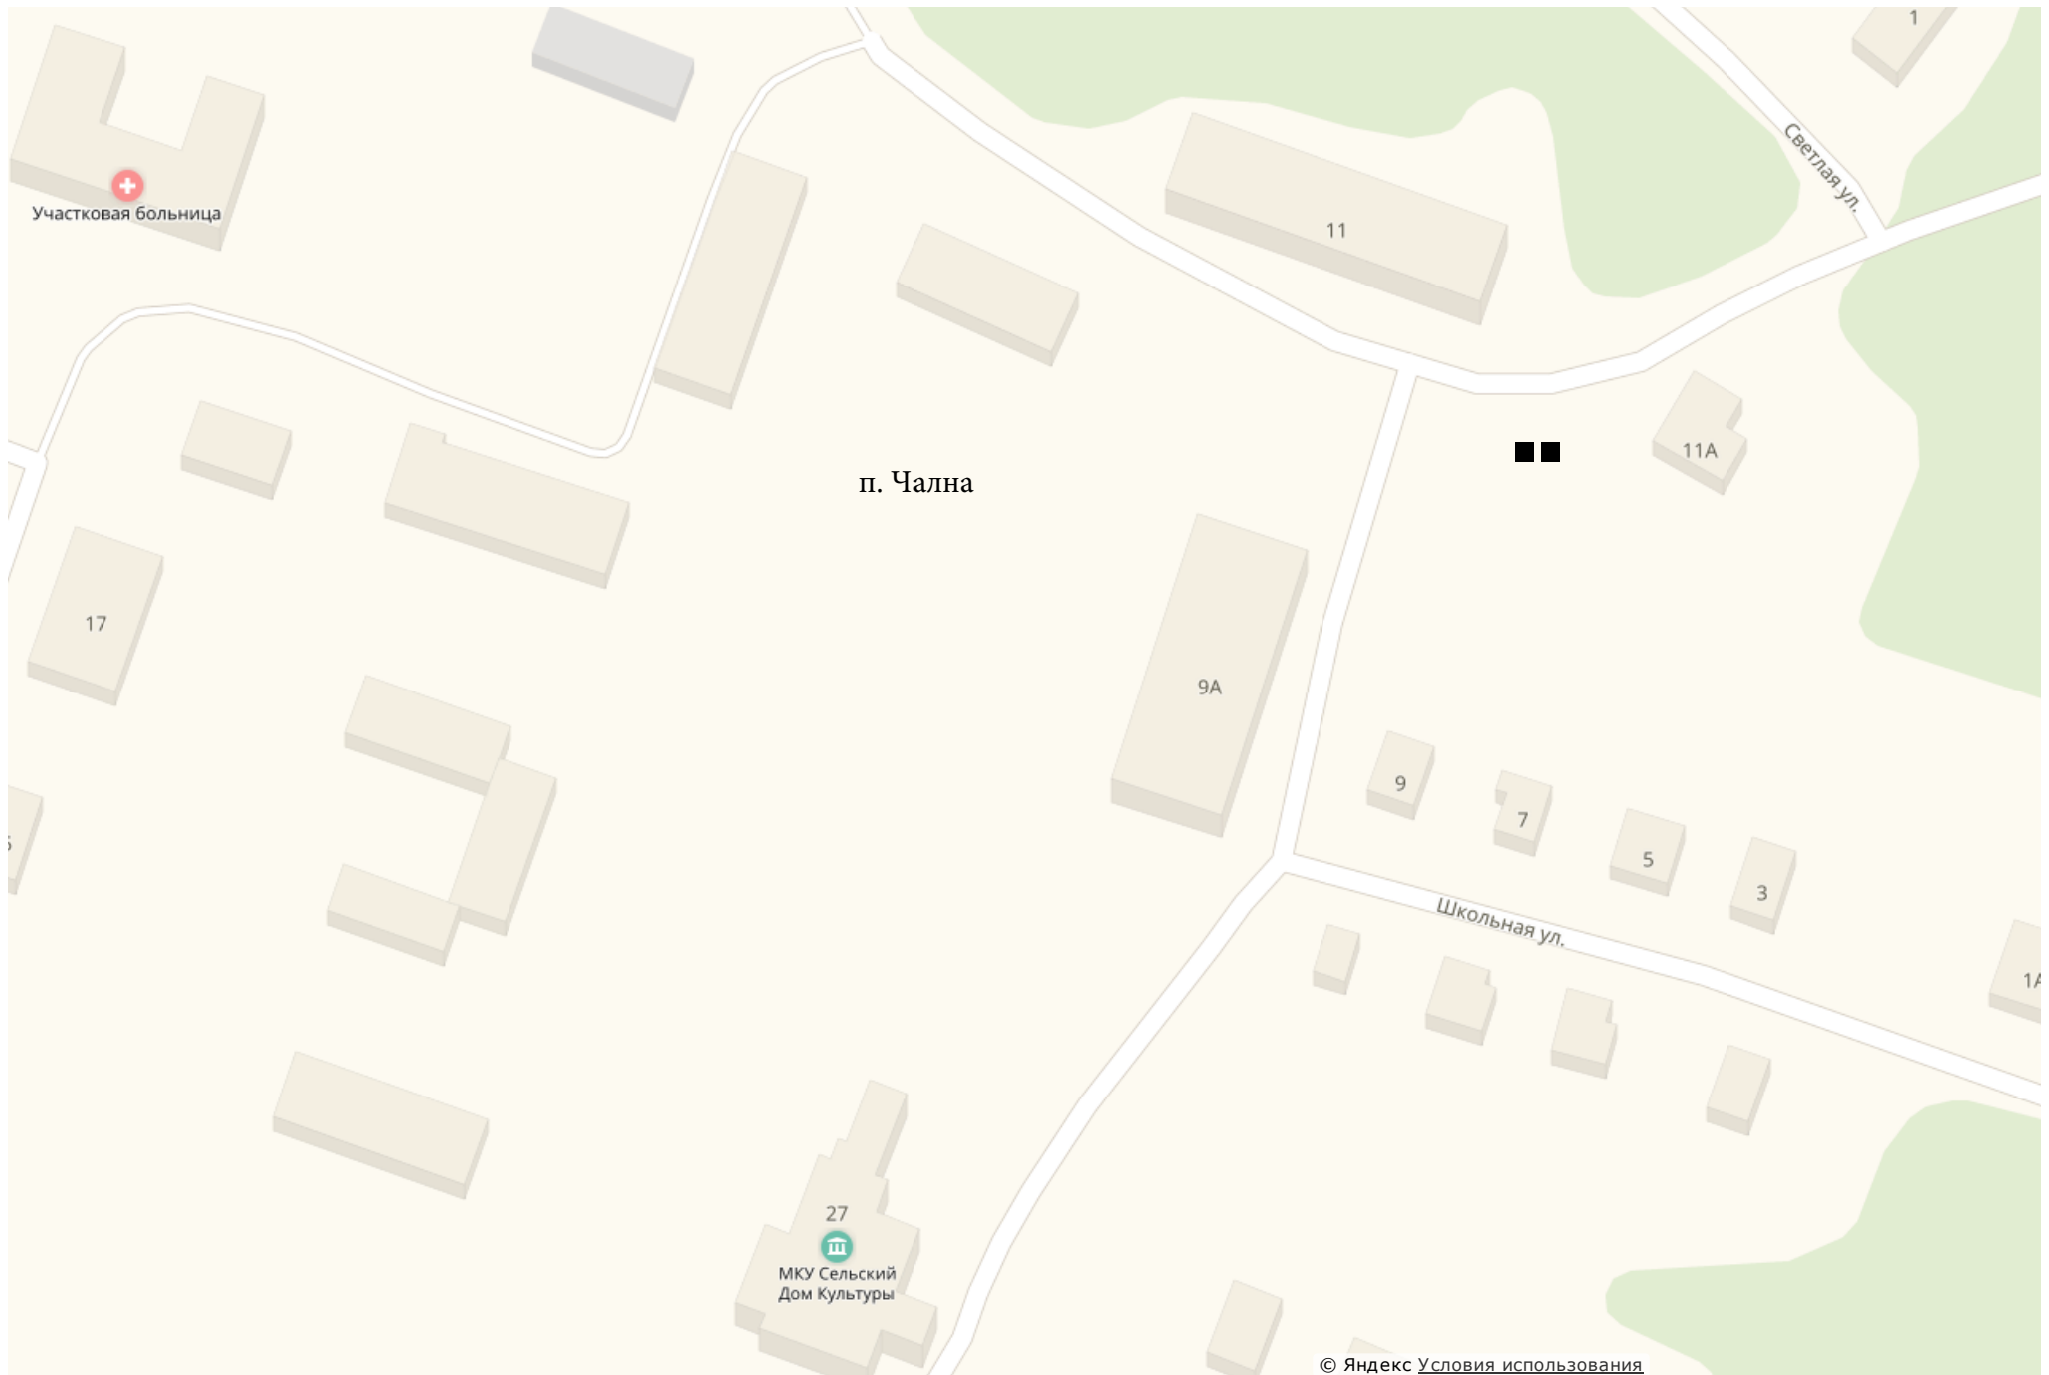 1
Светлая ул.
Участковая больница
11
11А
п. Чална
17
9А
9
7
5
3
Школьная ул.
1А
27
МКУ Сельский
Дом Культуры
© Яндекс Условия использования